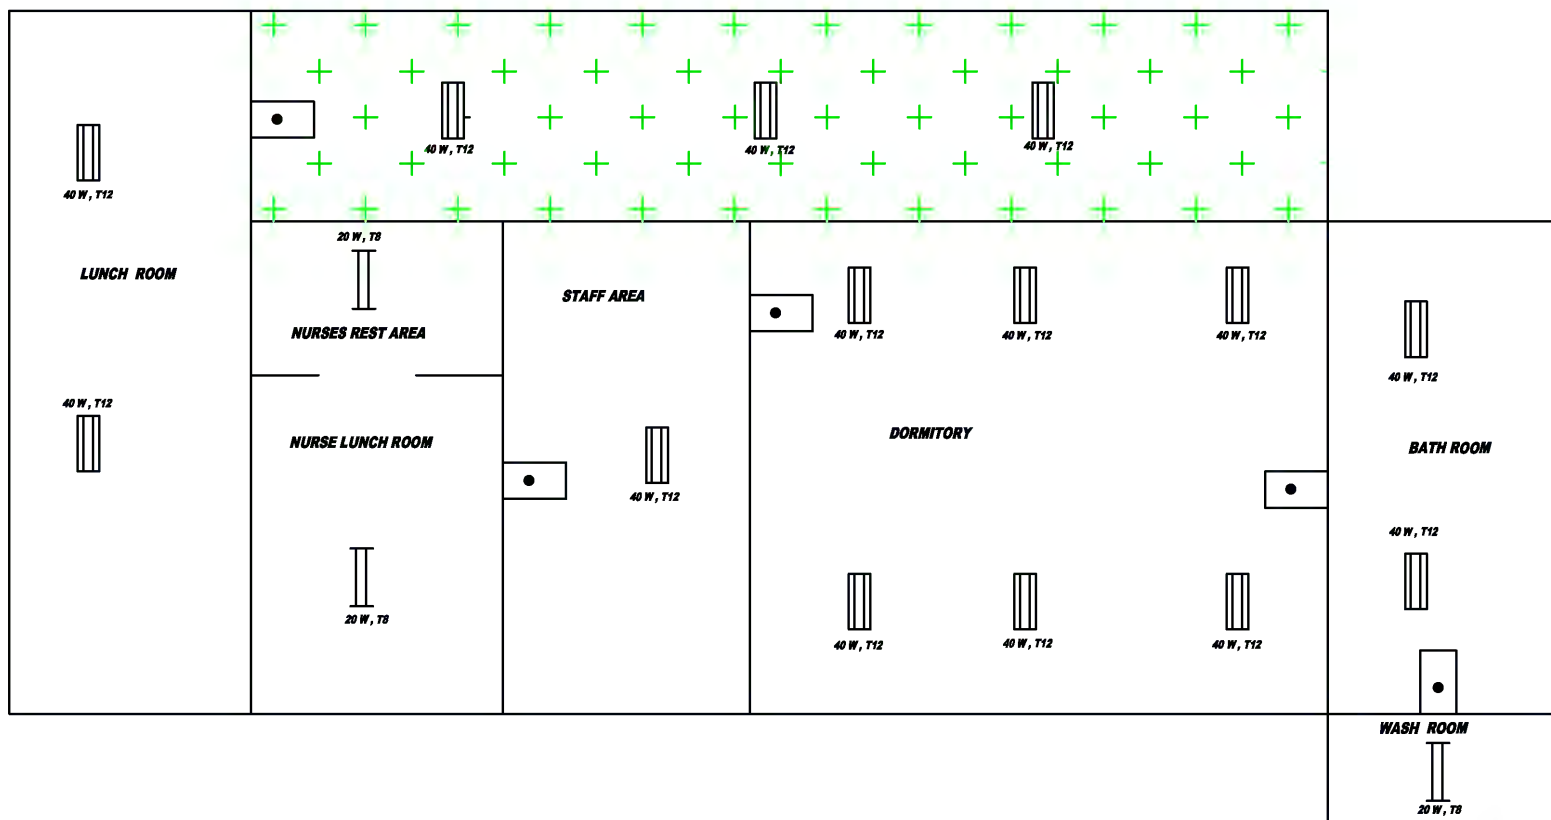 40 W , T12
40 W , T12
40 W , T12
40 W , T12
20 W , T8
LUNCH ROOM
STAFF AREA
NURSES REST AREA
40 W , T12
40 W , T12
40 W , T12
40 W , T12
40 W , T12
DORMITORY
NURSE LUNCH ROOM
BATH ROOM
40 W , T12
40 W , T12
20 W , T8
40 W , T12
40 W , T12
40 W , T12
WASH ROOM
20 W , T8